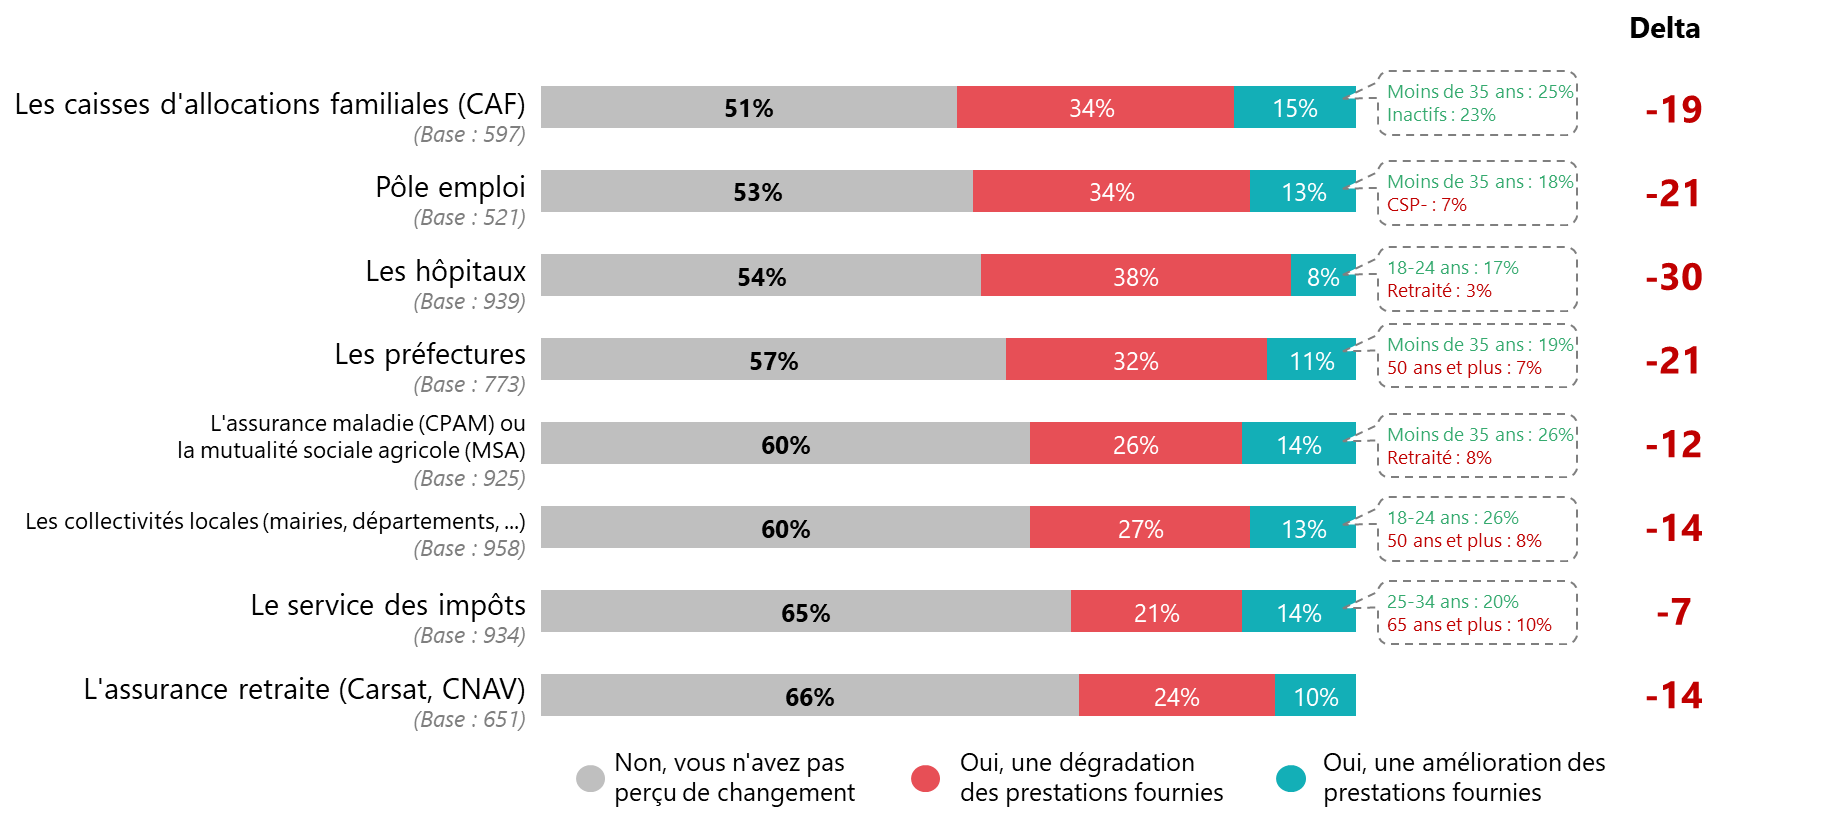 Delta
Les caisses d'allocations familiales (CAF)
(Base : 597)
51%
34%
15%
Moins de 35 ans : 25%
Inactifs : 23%
-19
Pôle emploi
(Base : 521)
53%
34%
13%
Moins de 35 ans : 18%
CSP- : 7%
-21
Les hôpitaux
(Base : 939)
54%
38%
8%
18-24 ans : 17%
Retraité : 3%
-30
Les préfectures
(Base : 773)
57%
32%
11%
Moins de 35 ans : 19%
50 ans et plus : 7%
-21
L'assurance maladie (CPAM) ou
la mutualité sociale agricole (MSA)
(Base : 925)
60%
26%
14%
Moins de 35 ans : 26%
Retraité : 8%
-12
Les collectivités locales (mairies, départements, ...)
(Base : 958)
60%
27%
13%
18-24 ans : 26%
50 ans et plus : 8%
-14
Le service des impôts
(Base : 934)
65%
21%
14%
25-34 ans : 20%
65 ans et plus : 10%
-7
L'assurance retraite (Carsat, CNAV)
(Base : 651)
66%
24%
10%
-14
Non, vous n'avez pas
perçu de changement
Oui, une dégradation
des prestations fournies
Oui, une amélioration des
prestations fournies